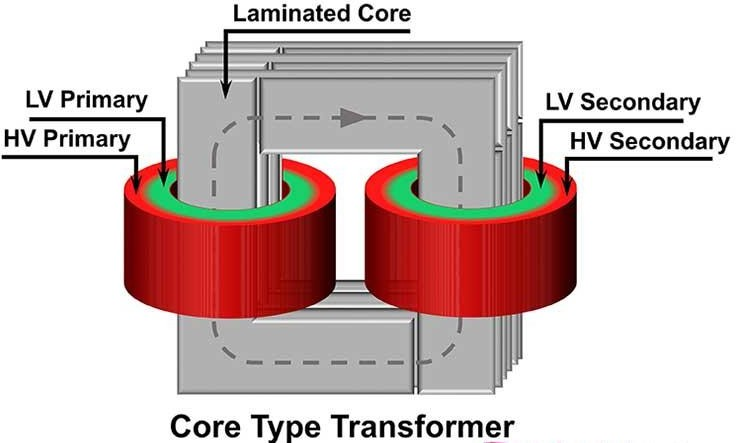 Laminated Core
LV Primary
HV Primary
LV Secondary
HV Secondary
Core Type Transformer